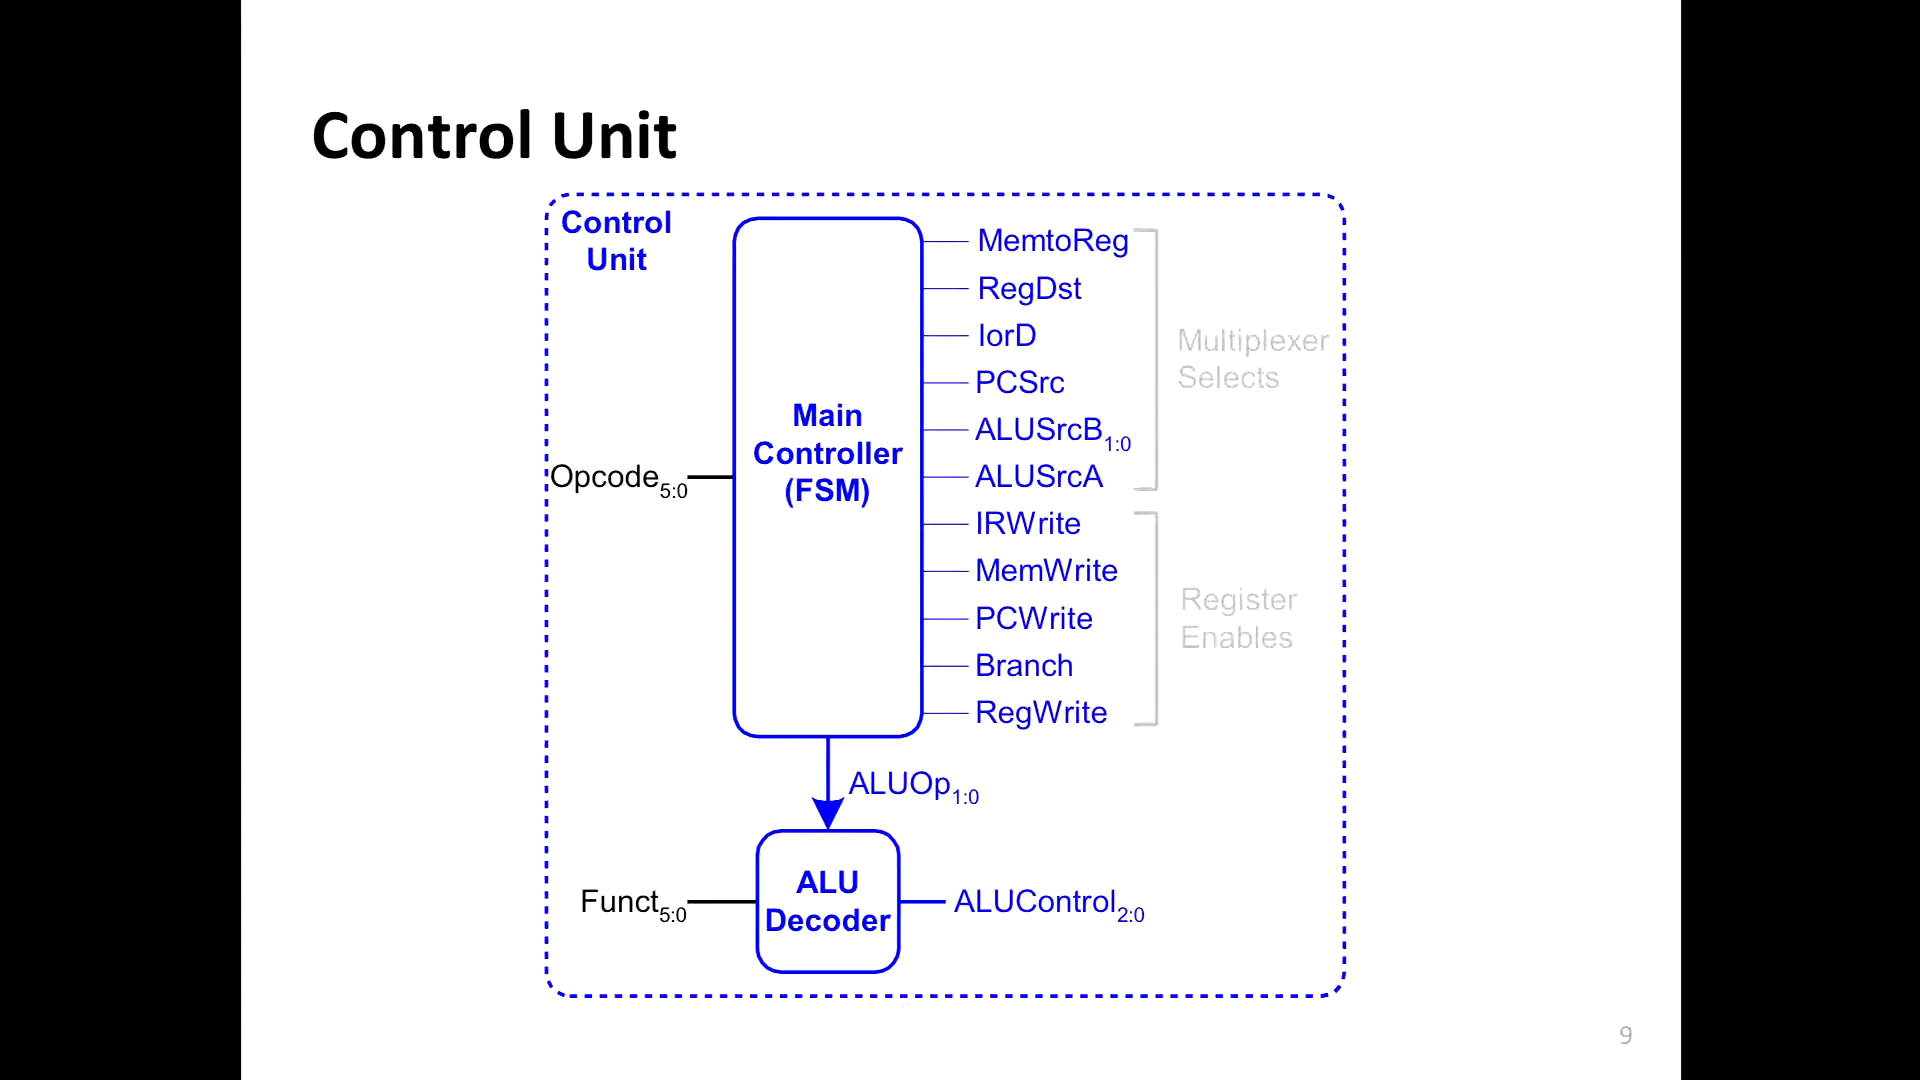 Control Unit
Control
Unit
MemtoReg
RegDst
IorD
PCSrc
ALUSrcB1:0
ALUSrcA
IRWrite
MemWrite
PCWrite
Branch
RegWrite
Multiplexer
Selects
Register
Enables
Main
Controller
(FSM)
Opcode5:0
ALUOp1:0
ALU
Decoder
Funct5:0
ALUControl2:0
9